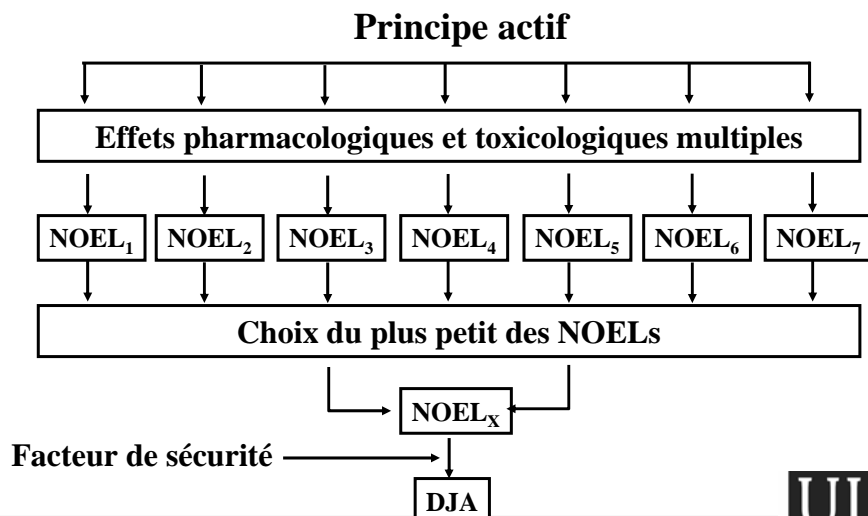 Principe actif
Effets pharmacologiques et toxicologiques multiples
NOEL₁ NOEL₂ NOEL₃ NOEL₄ NOEL₅ NOEL₆ NOEL₇
Choix du plus petit des NOELs
NOELₓ
Facteur de sécurité
DJA